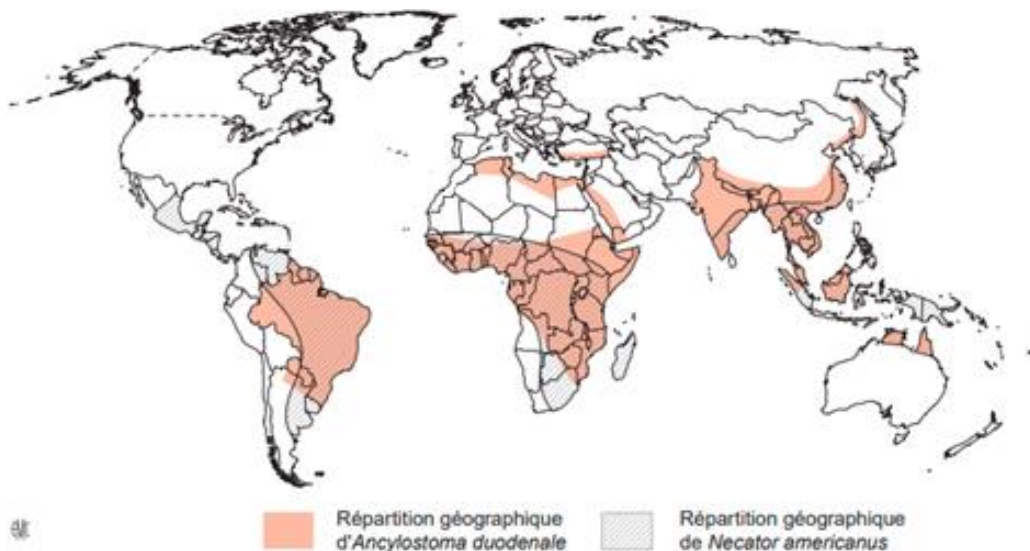 Répartition géographique
d'Ancylostoma duodenale
Répartition géographique
de Necator americanus